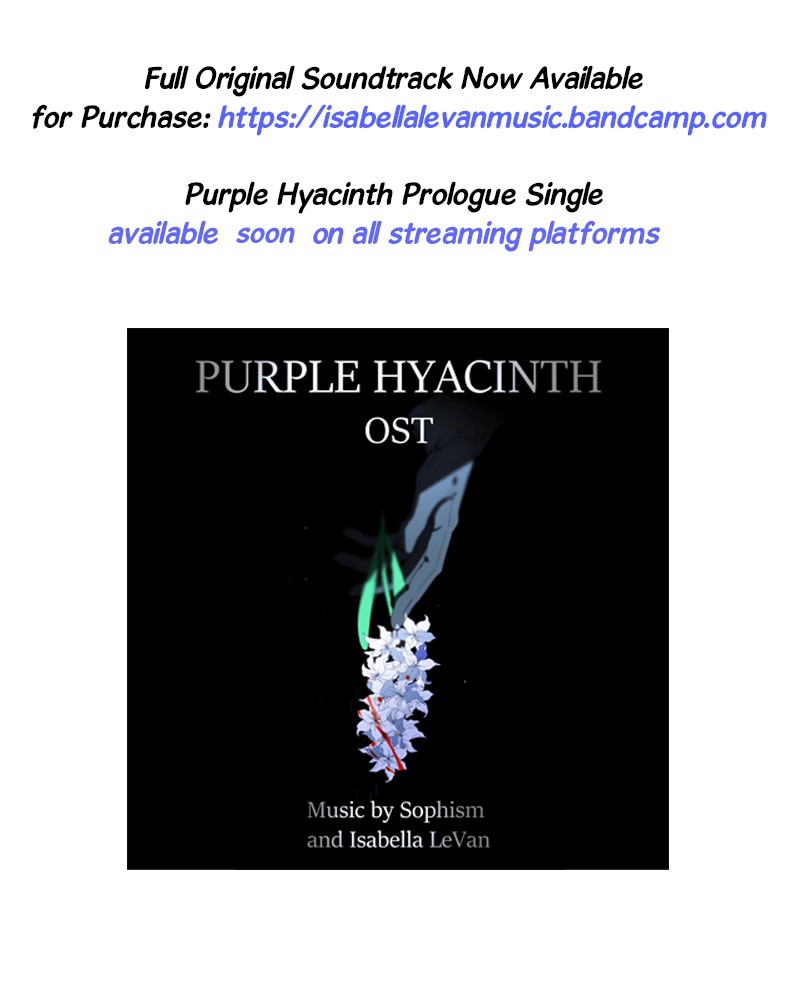 Full Original Soundtrack Now Available
for Purchase: https://isabellalevanmusic.bandcamp.com
Purple Hyacinth Prologue Single
available soon on all streaming platforms
PURPLE HYACINTH
OST
Music by Sophism
and Isabella LeVan